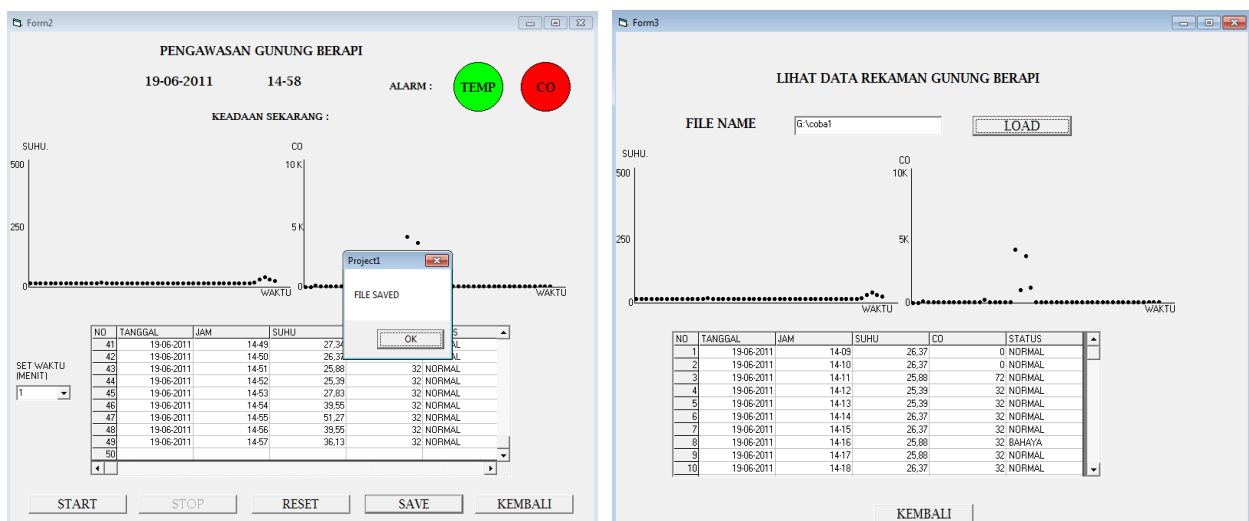 Form2
PENGAWASAN GUNUNG BERAPI
19-06-2011 14-58 ALARM : TEMP CO
KEADAAN SEKARANG :
SUHU. CO
500 10 K
250 5 K
0 0
WAKTU WAKTU
Project1
FILE SAVED
OK
SET WAKTU
(MENIT)
1
NO TANGGAL JAM SUHU S
41 19-06-2011 14-49 27,34 AL
42 19-06-2011 14-50 26,37 AL
43 19-06-2011 14-51 25,88 32 NORMAL
44 19-06-2011 14-52 25,39 32 NORMAL
45 19-06-2011 14-53 27,83 32 NORMAL
46 19-06-2011 14-54 39,55 32 NORMAL
47 19-06-2011 14-55 51,27 32 NORMAL
48 19-06-2011 14-56 39,55 32 NORMAL
49 19-06-2011 14-57 36,13 32 NORMAL
50
START STOP RESET SAVE KEMBALI
Form3
LIHAT DATA REKAMAN GUNUNG BERAPI
FILE NAME G:\coba1 LOAD
SUHU. CO
500 10K
250 5K
0 0
WAKTU WAKTU
NO TANGGAL JAM SUHU CO STATUS
1 19-06-2011 14-09 26,37 0 NORMAL
2 19-06-2011 14-10 26,37 0 NORMAL
3 19-06-2011 14-11 25,88 72 NORMAL
4 19-06-2011 14-12 25,39 32 NORMAL
5 19-06-2011 14-13 25,39 32 NORMAL
6 19-06-2011 14-14 26,37 32 NORMAL
7 19-06-2011 14-15 26,37 32 NORMAL
8 19-06-2011 14-16 25,88 32 BAHAYA
9 19-06-2011 14-17 25,88 32 NORMAL
10 19-06-2011 14-18 26,37 32 NORMAL
KEMBALI